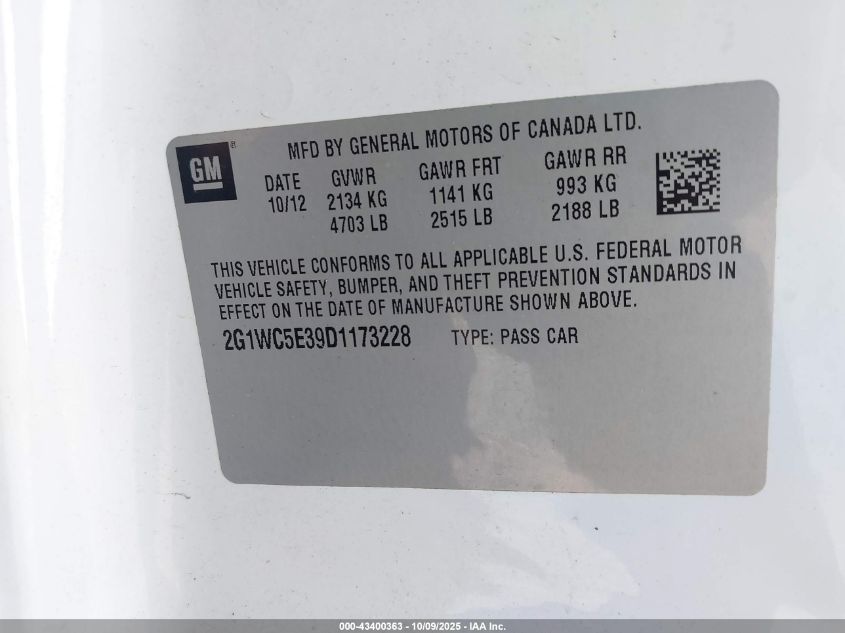 GM
MFD BY GENERAL MOTORS OF CANADA LTD.
DATE GVWR GAWR FRT GAWR RR
10/12 2134 KG 1141 KG 993 KG
4703 LB 2515 LB 2188 LB
THIS VEHICLE CONFORMS TO ALL APPLICABLE U.S. FEDERAL MOTOR
VEHICLE SAFETY, BUMPER, AND THEFT PREVENTION STANDARDS IN
EFFECT ON THE DATE OF MANUFACTURE SHOWN ABOVE.
2G1WC5E39D1173228 TYPE: PASS CAR
000-43400363 - 10/09/2025 - IAA Inc.